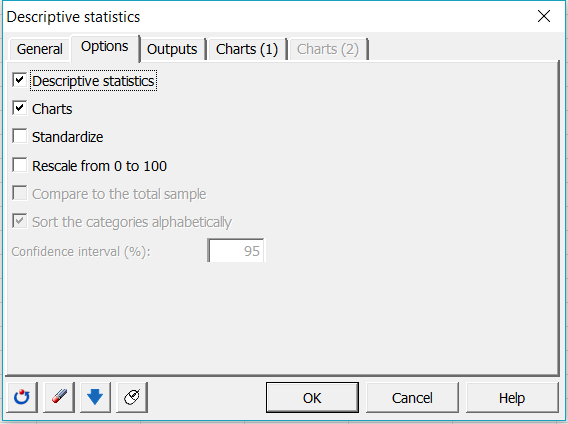 Descriptive statistics
General Options Outputs Charts (1) Charts (2)
Descriptive statistics
Charts
Standardize
Rescale from 0 to 100
Compare to the total sample
Sort the categories alphabetically
Confidence interval (%): 95
OK Cancel Help